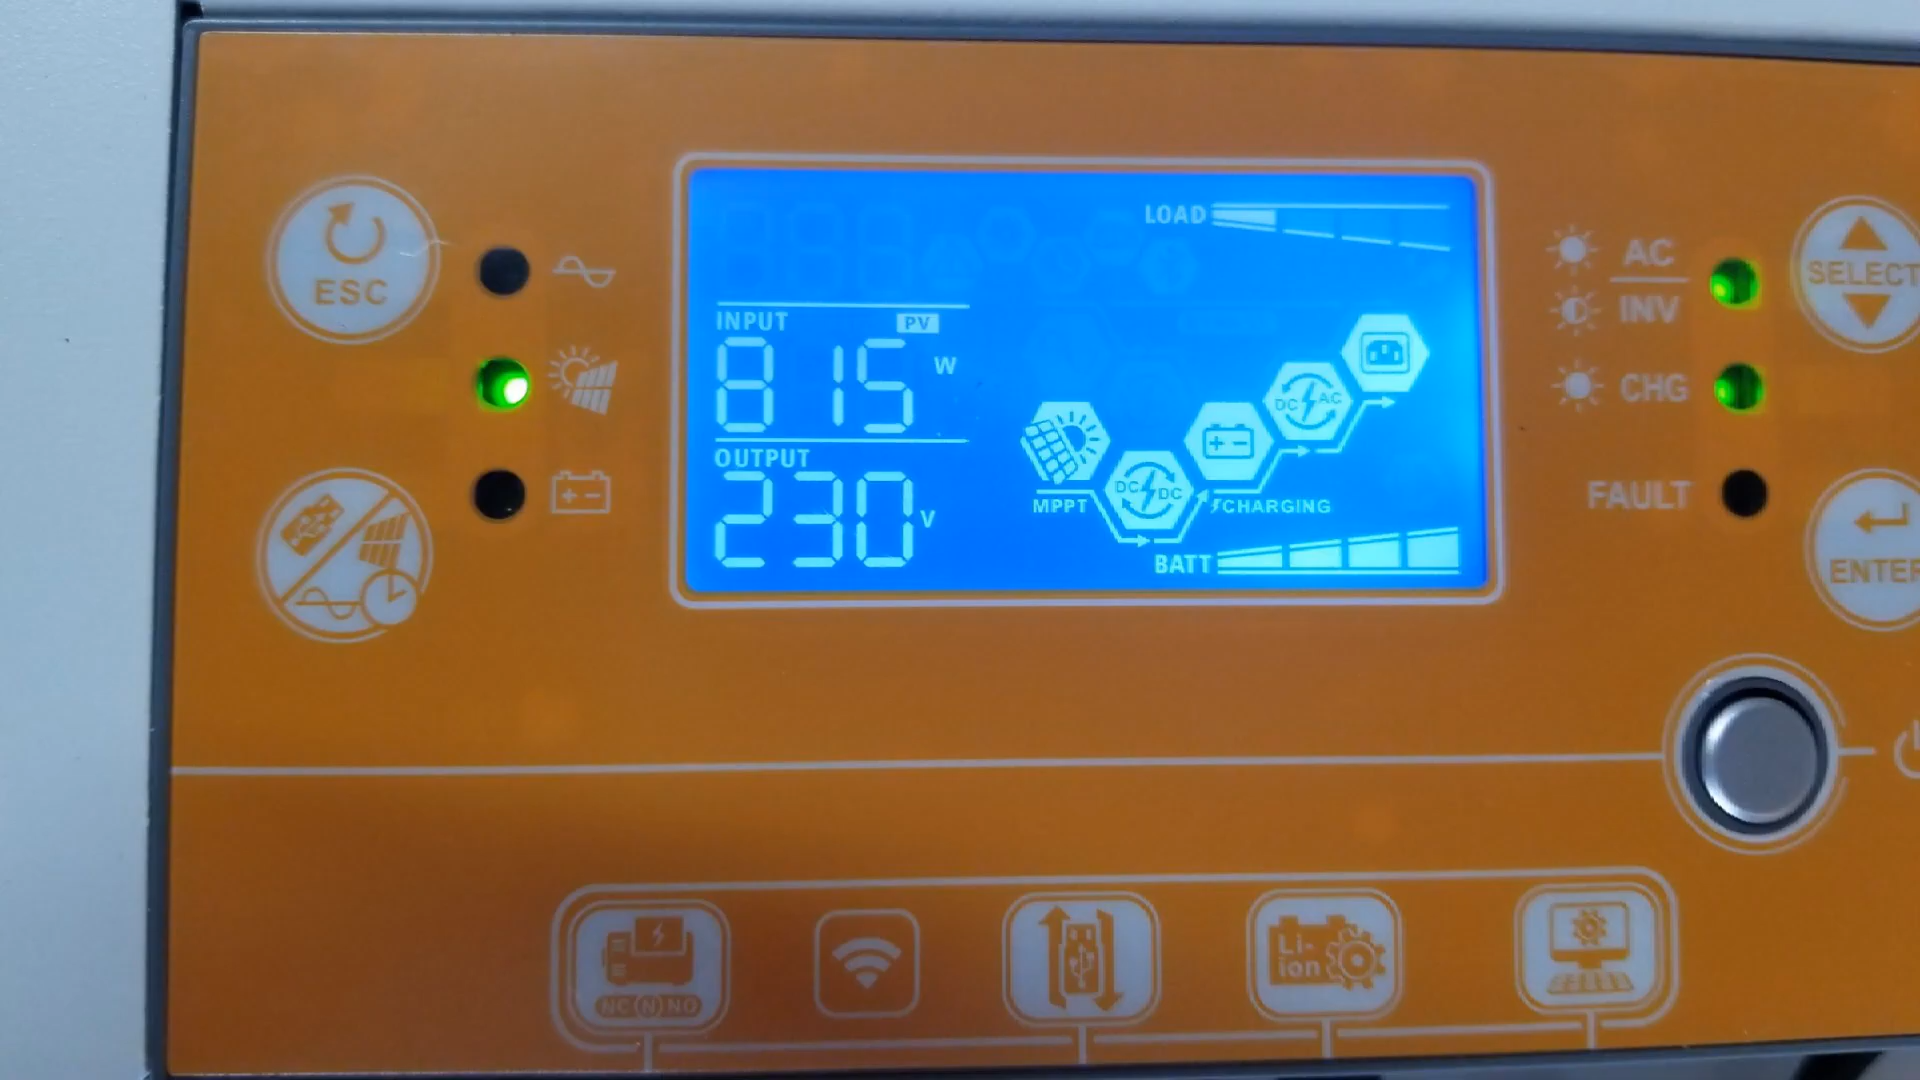 LOAD
ESC
AC
INV
SELECT
INPUT PV
815 W
CHG
DC AC
OUTPUT
230 V
MPPT
DC DC
CHARGING
FAULT
BATT
ENTER
NC N NO
Li-
ion